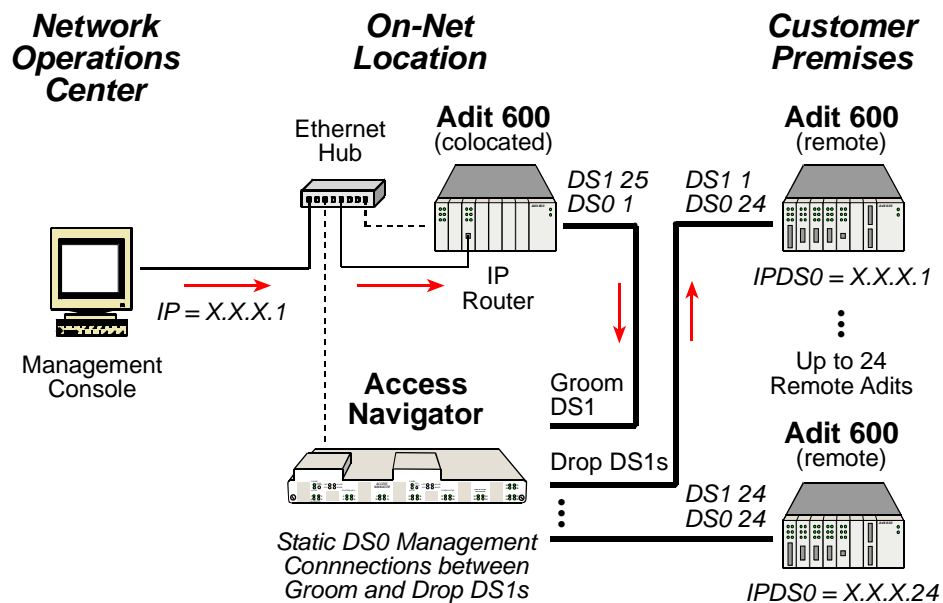 Network
Operations
Center
On-Net
Location
Customer
Premises
Ethernet
Hub
Adit 600
(colocated)
Adit 600
(remote)
DS1 25
DS0 1
DS1 1
DS0 24
IP = X.X.X.1
IP
Router
IPDS0 = X.X.X.1
Management
Console
Up to 24
Remote Adits
Access
Navigator
Groom
DS1
Drop DS1s
Adit 600
(remote)
DS1 24
DS0 24
Static DS0 Management
Connnections between
Groom and Drop DS1s
IPDS0 = X.X.X.24